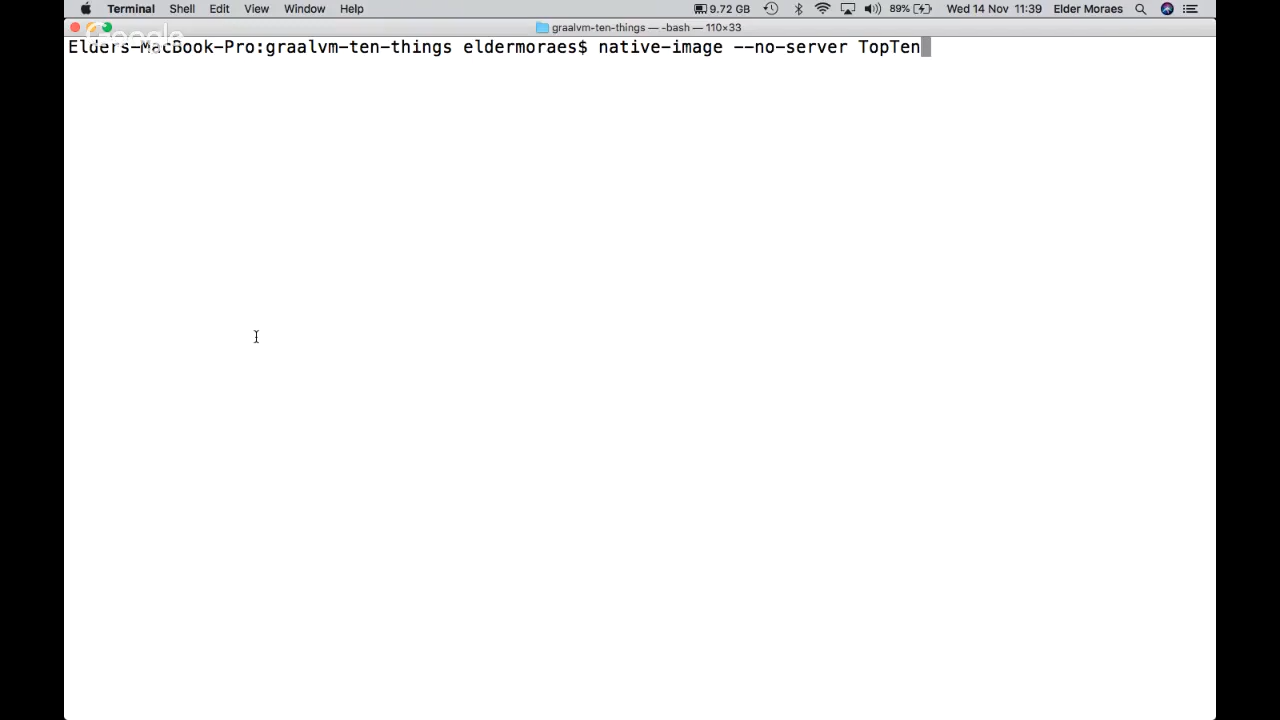 Terminal Shell Edit View Window Help 9.72 GB 89% Wed 14 Nov 11:39 Elder Moraes
graalvm-ten-things — -bash — 110×33
Google
Elders-MacBook-Pro:graalvm-ten-things eldermoraes$ native-image --no-server TopTen